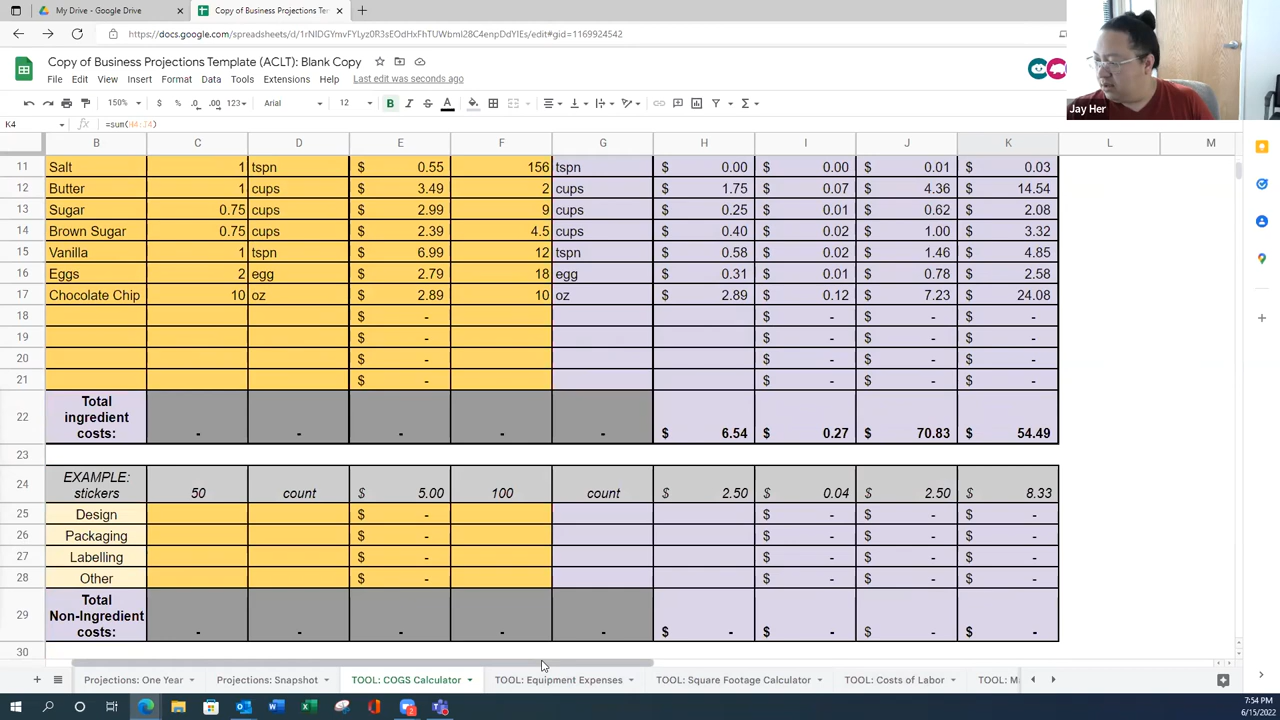 My Drive - Google Drive
Copy of Business Projections Tem
https://docs.google.com/spreadsheets/d/1rNIDGYmvFYLyz0R3sEOdHxFhTUWbml28C4enpDdYIEs/edit#gid=1169924542
Copy of Business Projections Template (ACLT): Blank Copy
File Edit View Insert Format Data Tools Extensions Help Last edit was seconds ago
150% $ % .0 .00 123 Arial 12 B I S A
K4 fx =sum(H4:J4)
B C D E F G H I J K L M
11 Salt 1 tspn $ 0.55 156 tspn $ 0.00 $ 0.00 $ 0.01 $ 0.03
12 Butter 1 cups $ 3.49 2 cups $ 1.75 $ 0.07 $ 4.36 $ 14.54
13 Sugar 0.75 cups $ 2.99 9 cups $ 0.25 $ 0.01 $ 0.62 $ 2.08
14 Brown Sugar 0.75 cups $ 2.39 4.5 cups $ 0.40 $ 0.02 $ 1.00 $ 3.32
15 Vanilla 1 tspn $ 6.99 12 tspn $ 0.58 $ 0.02 $ 1.46 $ 4.85
16 Eggs 2 egg $ 2.79 18 egg $ 0.31 $ 0.01 $ 0.78 $ 2.58
17 Chocolate Chip 10 oz $ 2.89 10 oz $ 2.89 $ 0.12 $ 7.23 $ 24.08
18 $ - $ - $ - $ -
19 $ - $ - $ - $ -
20 $ - $ - $ - $ -
21 $ - $ - $ - $ -
Total
ingredient
22 costs: - - - - - $ 6.54 $ 0.27 $ 70.83 $ 54.49
23
EXAMPLE:
24 stickers 50 count $ 5.00 100 count $ 2.50 $ 0.04 $ 2.50 $ 8.33
25 Design $ - $ - $ - $ -
26 Packaging $ - $ - $ - $ -
27 Labelling $ - $ - $ - $ -
28 Other $ - $ - $ - $ -
Total
Non-Ingredient
29 costs: - - - - - $ - $ - $ - $ -
30
Projections: One Year Projections: Snapshot TOOL: COGS Calculator TOOL: Equipment Expenses TOOL: Square Footage Calculator TOOL: Costs of Labor TOOL: M
Jay Her
7:54 PM
6/15/2022